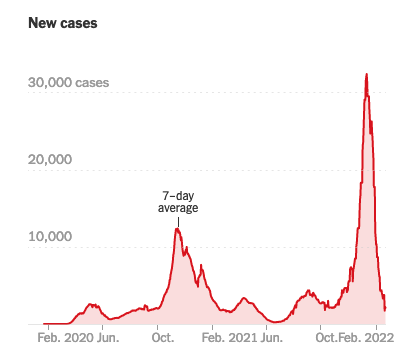 New cases
30,000 cases
20,000
7–day
average
10,000
Feb. 2020 Jun. Oct. Feb. 2021 Jun. Oct. Feb. 2022